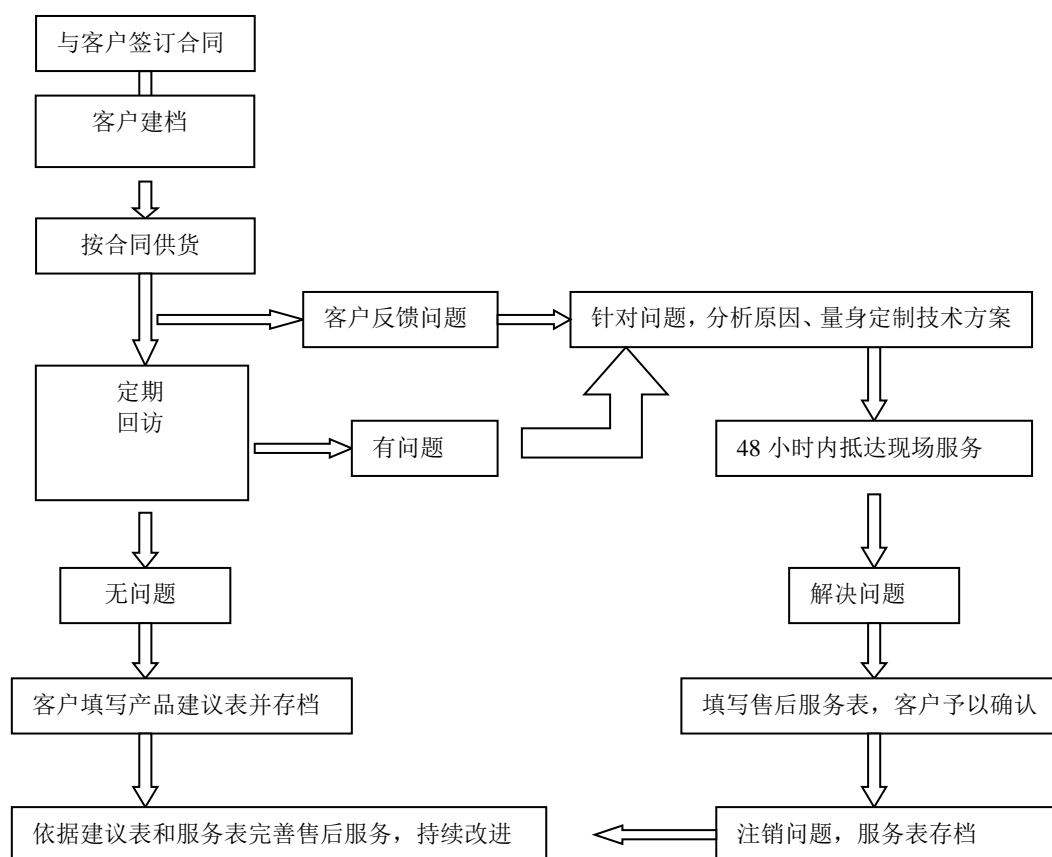 与客户签订合同
客户建档
按合同供货
客户反馈问题
针对问题，分析原因、量身定制技术方案
定期
回访
有问题
48 小时内抵达现场服务
无问题
解决问题
客户填写产品建议表并存档
填写售后服务表，客户予以确认
依据建议表和服务表完善售后服务，持续改进
注销问题，服务表存档